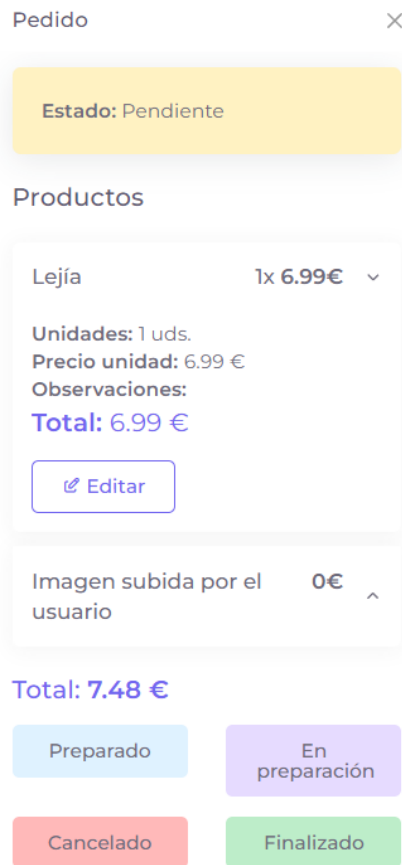 Pedido
Estado: Pendiente
Productos
Lejía 1x 6.99€
Unidades: 1 uds.
Precio unidad: 6.99 €
Observaciones:
Total: 6.99 €
Editar
Imagen subida por el 0€
usuario
Total: 7.48 €
Preparado
En
preparación
Cancelado
Finalizado